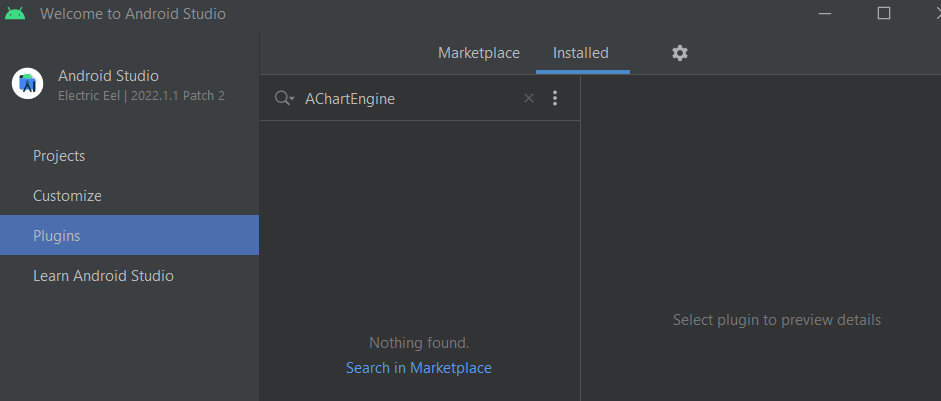 Welcome to Android Studio
Android Studio
Electric Eel | 2022.1.1 Patch 2
Projects
Customize
Plugins
Learn Android Studio
Marketplace Installed
AChartEngine
Nothing found.
Search in Marketplace
Select plugin to preview details